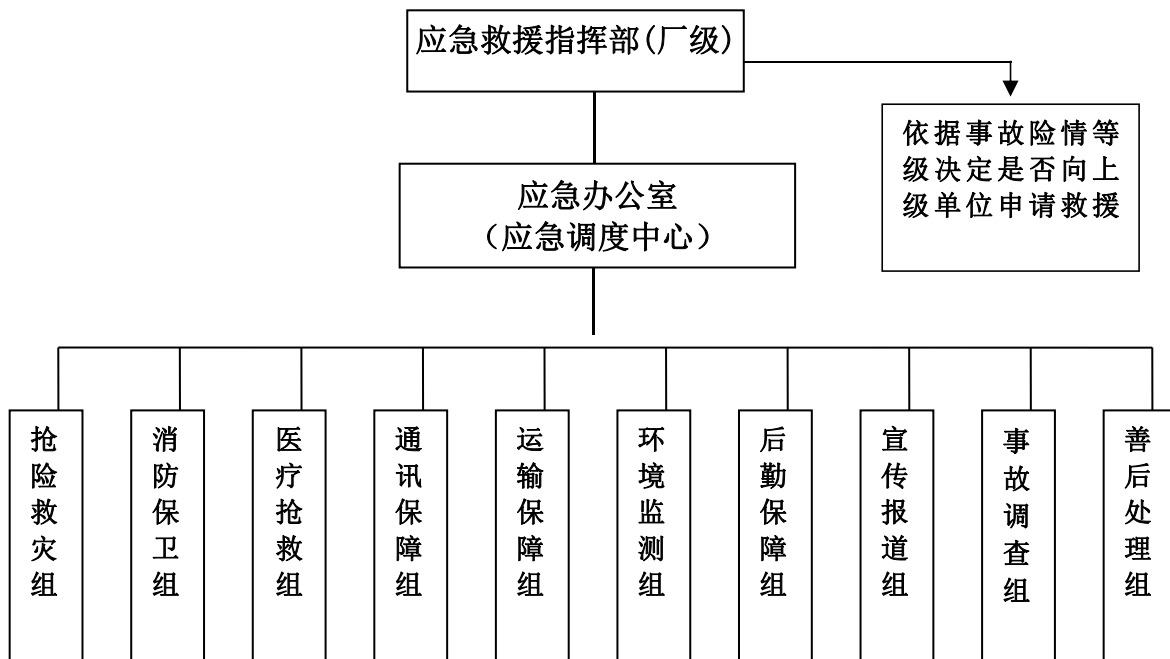 应急救援指挥部(厂级)
依据事故险情等
级决定是否向上
级单位申请救援
应急办公室
（应急调度中心）
抢险救灾组
消防保卫组
医疗抢救组
通讯保障组
运输保障组
环境监测组
后勤保障组
宣传报道组
事故调查组
善后处理组